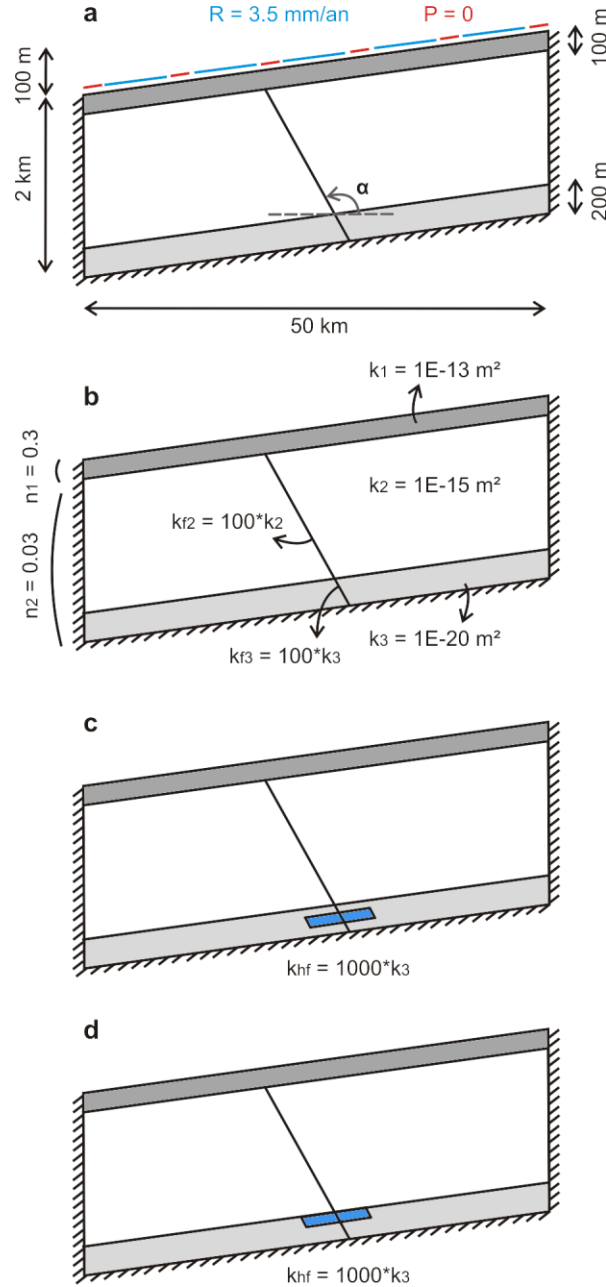 a
R = 3.5 mm/an
P = 0
100 m
100 m
2 km
α
200 m
50 km
b
k1 = 1E-13 m²
n1 = 0.3
k2 = 1E-15 m²
kf2 = 100*k2
n2 = 0.03
kf3 = 100*k3
k3 = 1E-20 m²
c
khf = 1000*k3
d
khf = 1000*k3